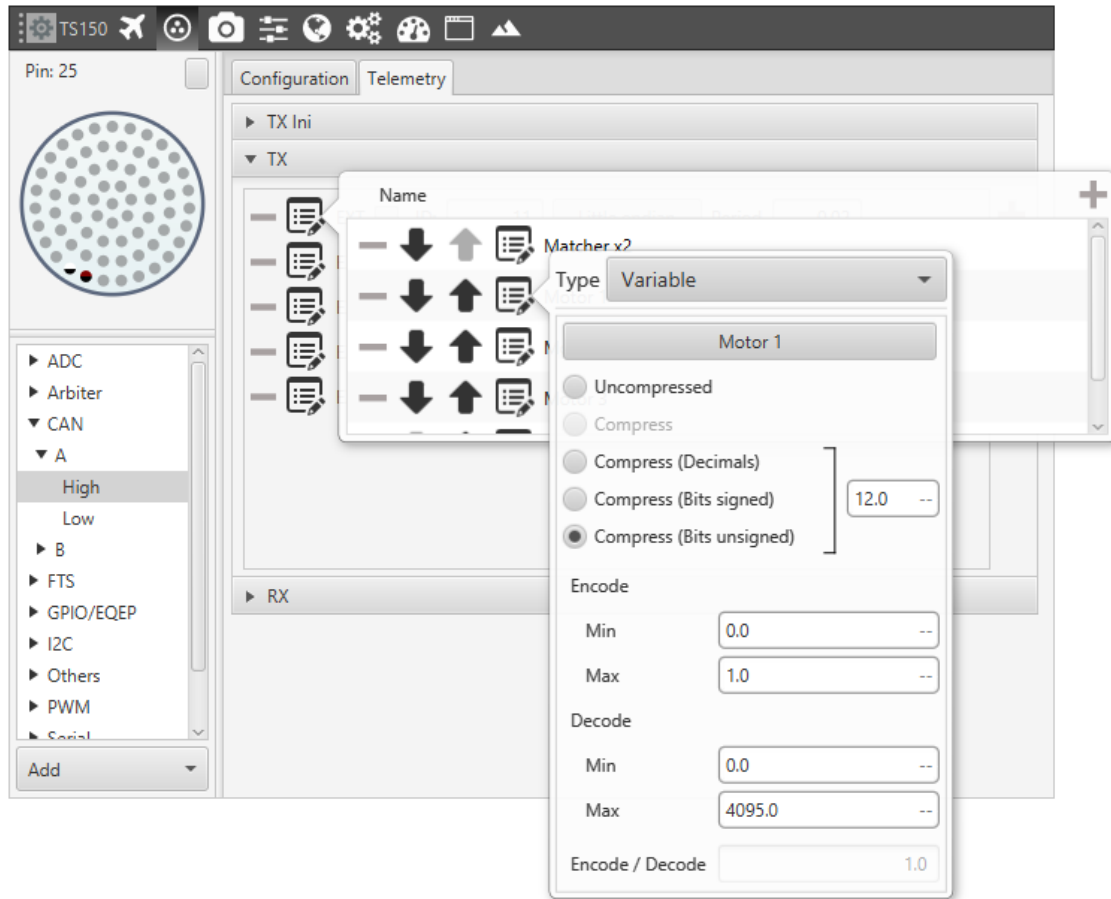 TS150
Pin: 25
Configuration Telemetry
TX Ini
TX
Name
Matcher x2
Type Variable
Motor 1
Uncompressed
Compress
Compress (Decimals)
Compress (Bits signed) 12.0 --
Compress (Bits unsigned)
Encode
Min 0.0 --
Max 1.0 --
Decode
Min 0.0 --
Max 4095.0 --
Encode / Decode 1.0
RX
ADC
Arbiter
CAN
A
High
Low
B
FTS
GPIO/EQEP
I2C
Others
PWM
Serial
Add